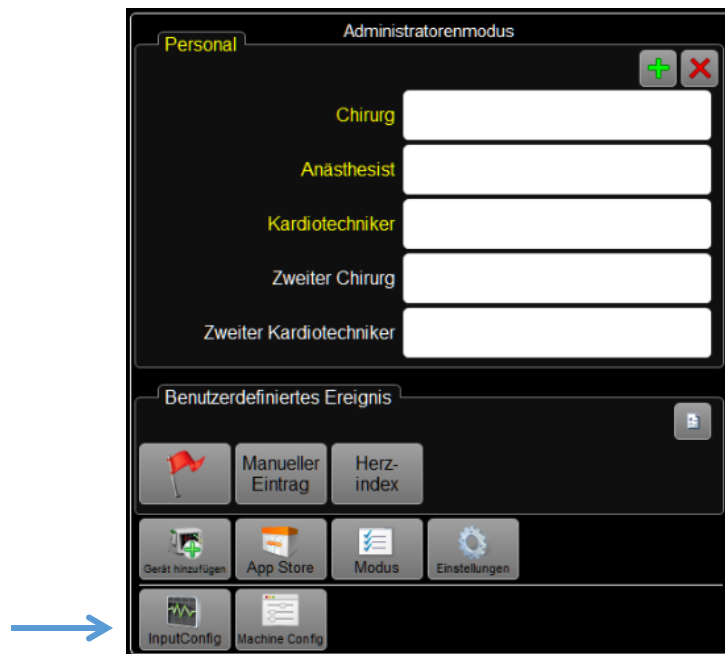 Administratorenmodus
Personal
Chirurg
Anästhesist
Kardiotechniker
Zweiter Chirurg
Zweiter Kardiotechniker
Benutzerdefiniertes Ereignis
Manueller
Eintrag
Herz-
index
Gerät hinzufügen
App Store
Modus
Einstellungen
InputConfig
Machine Config